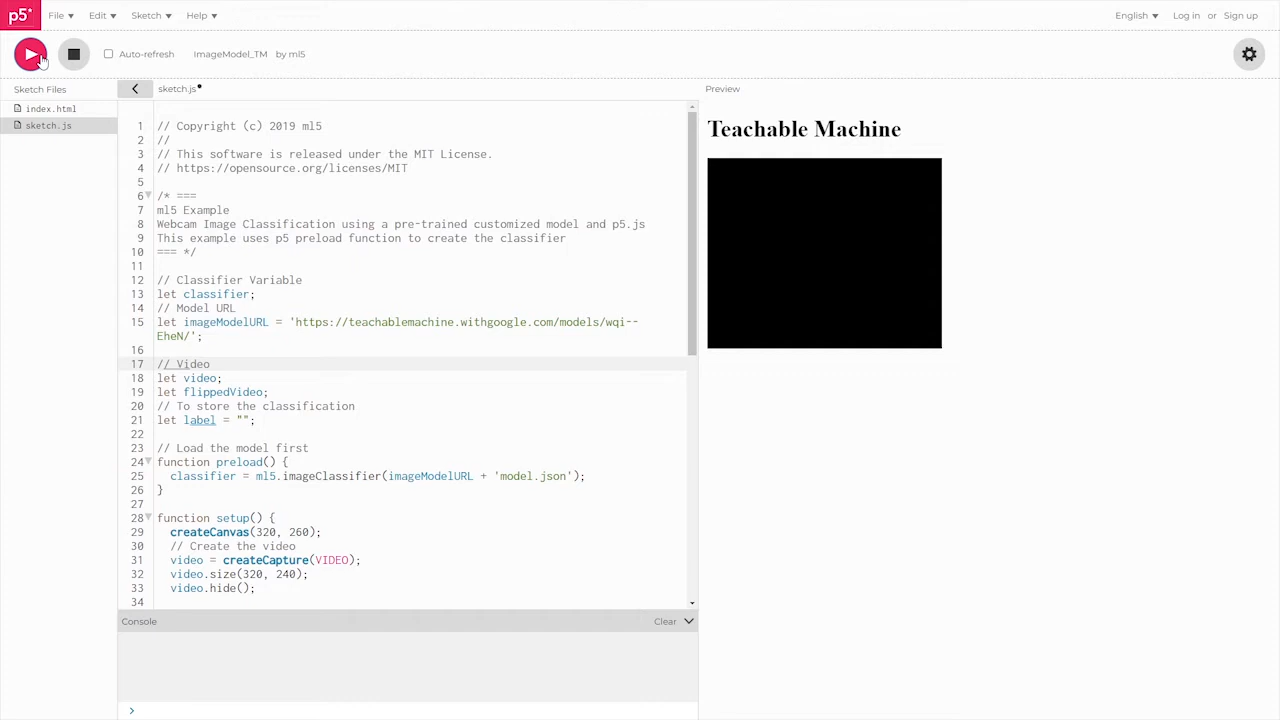 p5* File Edit Sketch Help English Log in or Sign up
Auto-refresh ImageModel_TM by ml5
Sketch Files
index.html
sketch.js
sketch.js
1 // Copyright (c) 2019 ml5
2 //
3 // This software is released under the MIT License.
4 // https://opensource.org/licenses/MIT
5
6 /* ===
7 ml5 Example
8 Webcam Image Classification using a pre-trained customized model and p5.js
9 This example uses p5 preload function to create the classifier
10 === */
11
12 // Classifier Variable
13 let classifier;
14 // Model URL
15 let imageModelURL = 'https://teachablemachine.withgoogle.com/models/wqi--
EheN/';
16
17 // Video
18 let video;
19 let flippedVideo;
20 // To store the classification
21 let label = "";
22
23 // Load the model first
24 function preload() {
25 classifier = ml5.imageClassifier(imageModelURL + 'model.json');
26 }
27
28 function setup() {
29 createCanvas(320, 260);
30 // Create the video
31 video = createCapture(VIDEO);
32 video.size(320, 240);
33 video.hide();
34
Console Clear
>
Preview
Teachable Machine